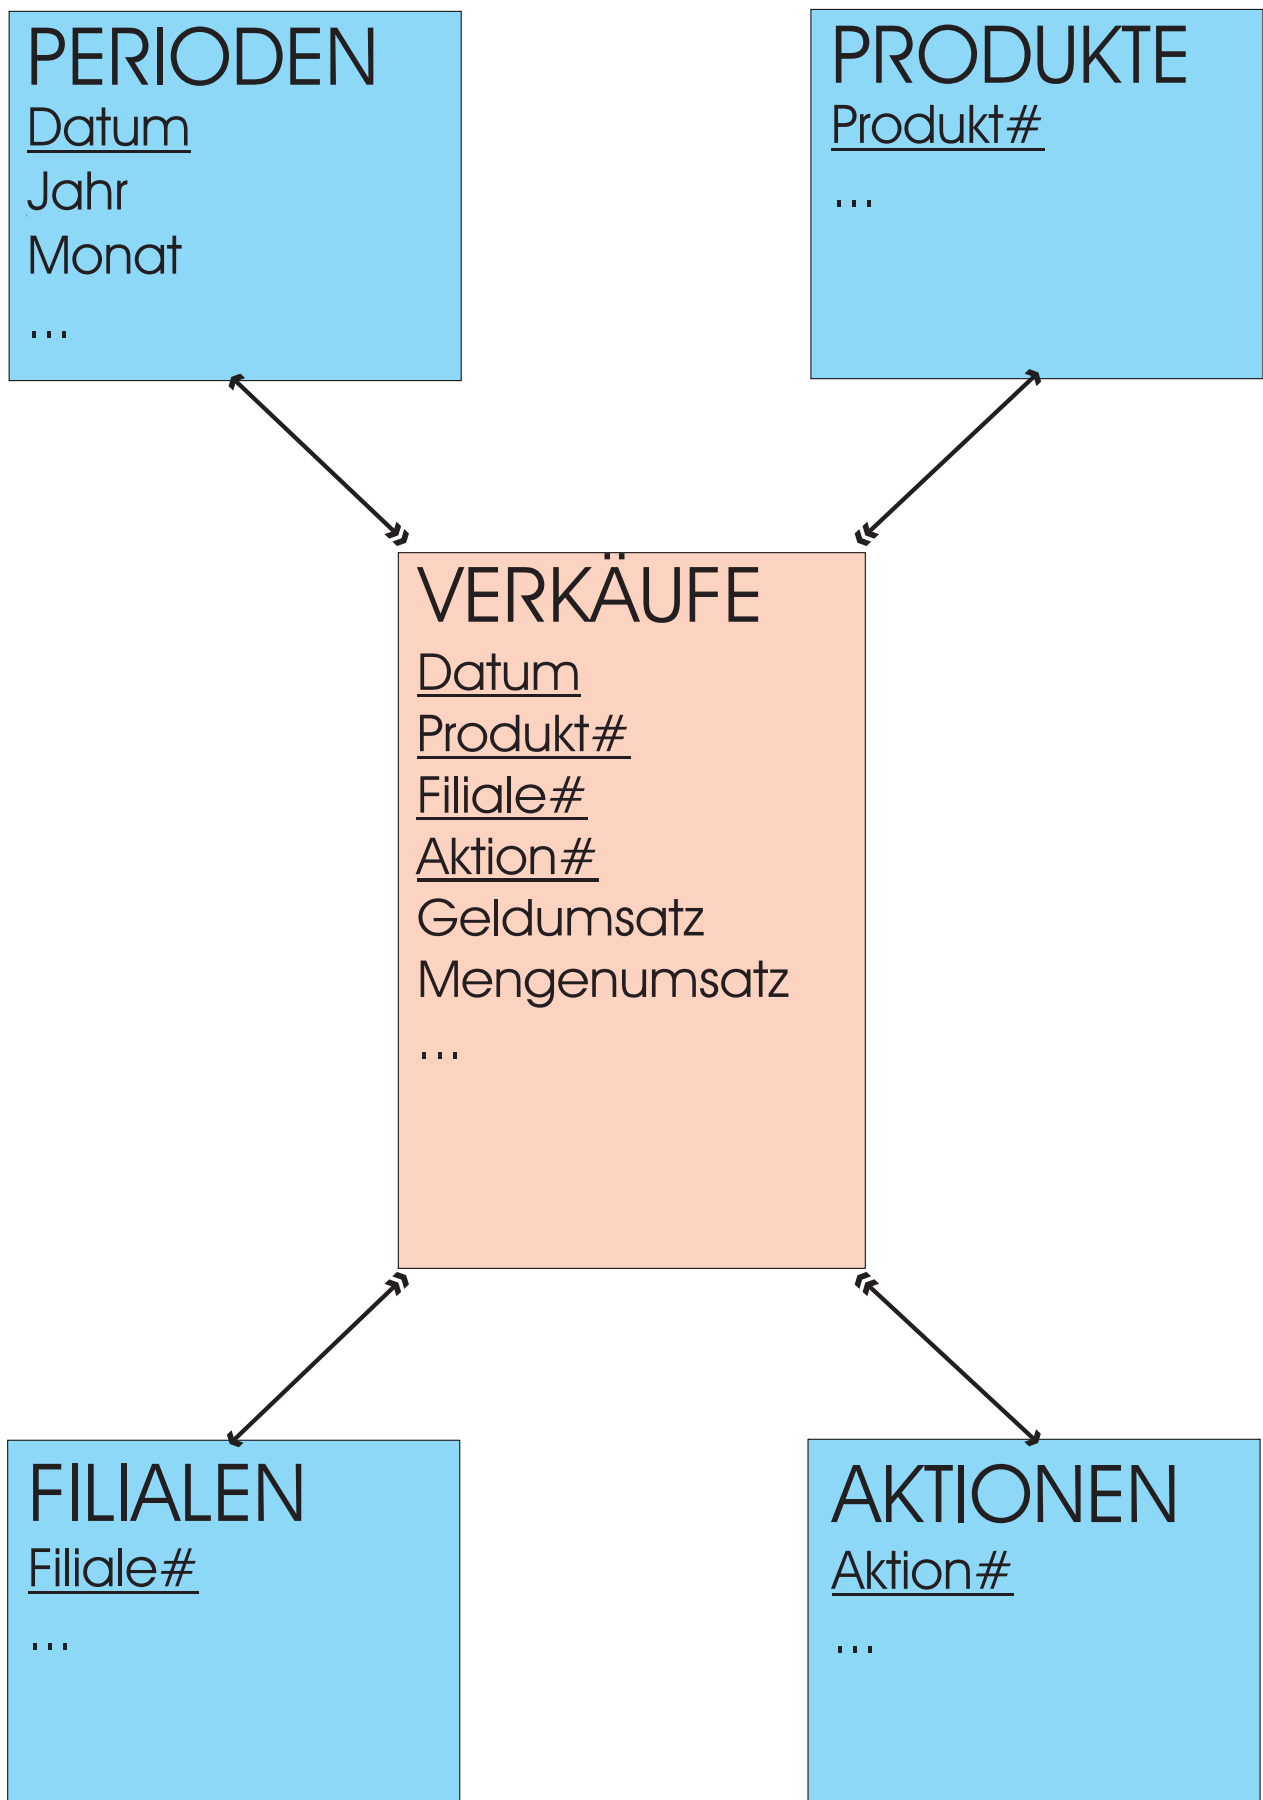 PERIODEN
Datum
Jahr
Monat
...
PRODUKTE
Produkt#
...
VERKÄUFE
Datum
Produkt#
Filiale#
Aktion#
Geldumsatz
Mengenumsatz
...
FILIALEN
Filiale#
...
AKTIONEN
Aktion#
...